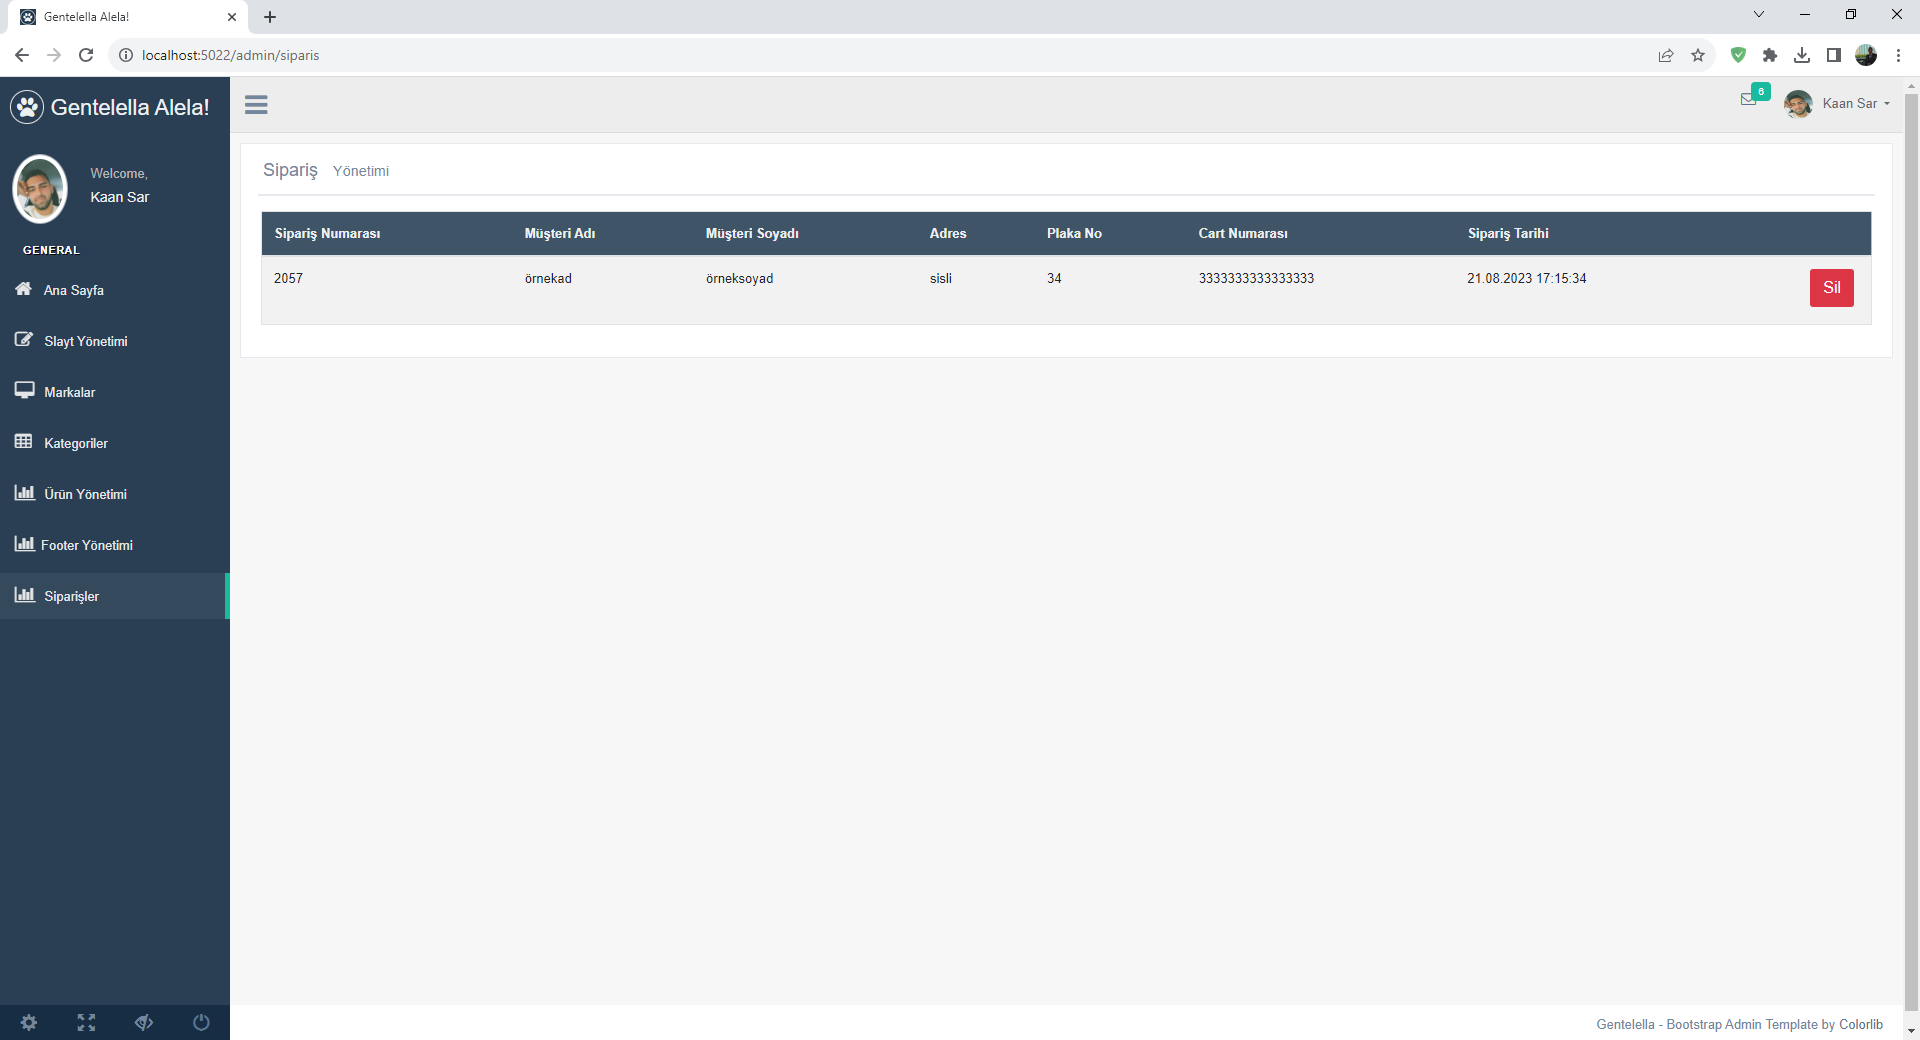 Gentelella Alela!
localhost:5022/admin/siparis
Gentelella Alela!
6
Kaan Sar
Welcome,
Kaan Sar
GENERAL
Ana Sayfa
Slayt Yönetimi
Markalar
Kategoriler
Ürün Yönetimi
Footer Yönetimi
Siparişler
Sipariş Yönetimi
Sipariş Numarası Müşteri Adı Müşteri Soyadı Adres Plaka No Cart Numarası Sipariş Tarihi
2057 örnekad örneksoyad sisli 34 3333333333333333 21.08.2023 17:15:34 Sil
Gentelella - Bootstrap Admin Template by Colorlib